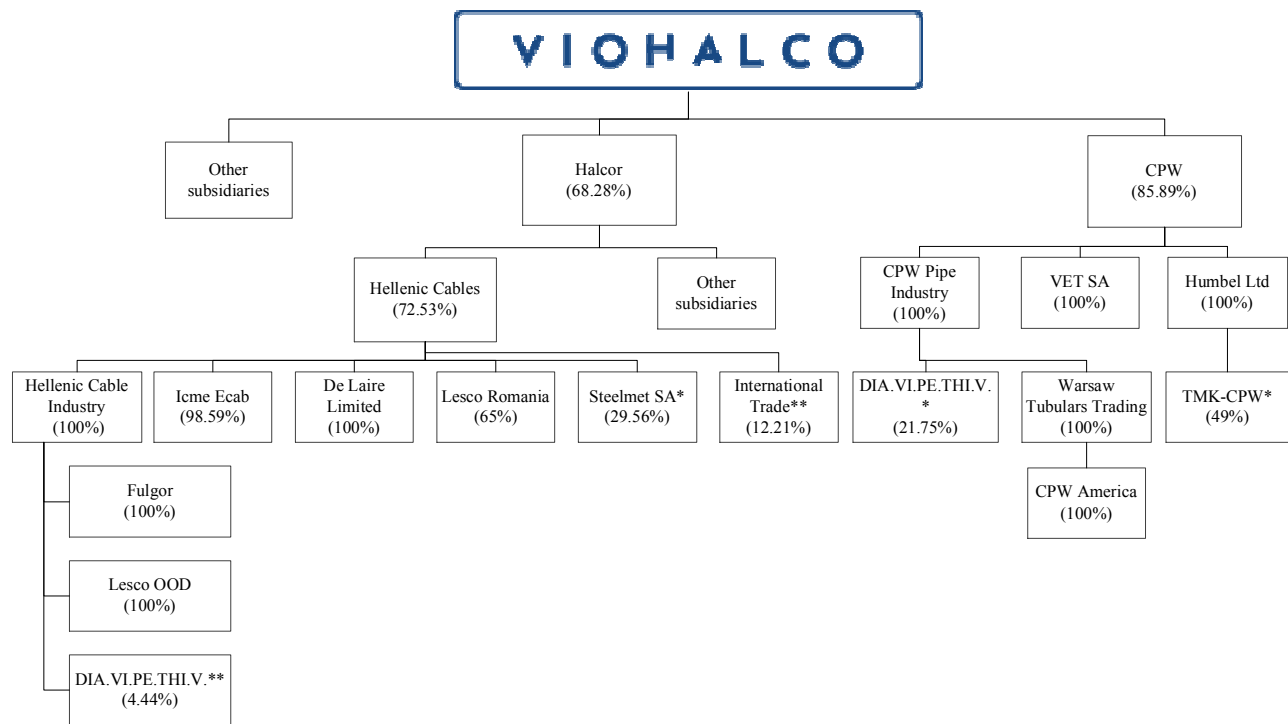 VIOHALCO
Other
subsidiaries
Halcor
(68.28%)
CPW
(85.89%)
Hellenic Cables
(72.53%)
Other
subsidiaries
CPW Pipe
Industry
(100%)
VET SA
(100%)
Humbel Ltd
(100%)
Hellenic Cable
Industry
(100%)
Icme Ecab
(98.59%)
De Laire
Limited
(100%)
Lesco Romania
(65%)
Steelmet SA*
(29.56%)
International
Trade**
(12.21%)
DIA.VI.PE.THI.V.
*
(21.75%)
Warsaw
Tubulars Trading
(100%)
TMK-CPW*
(49%)
Fulgor
(100%)
CPW America
(100%)
Lesco OOD
(100%)
DIA.VI.PE.THI.V.**
(4.44%)